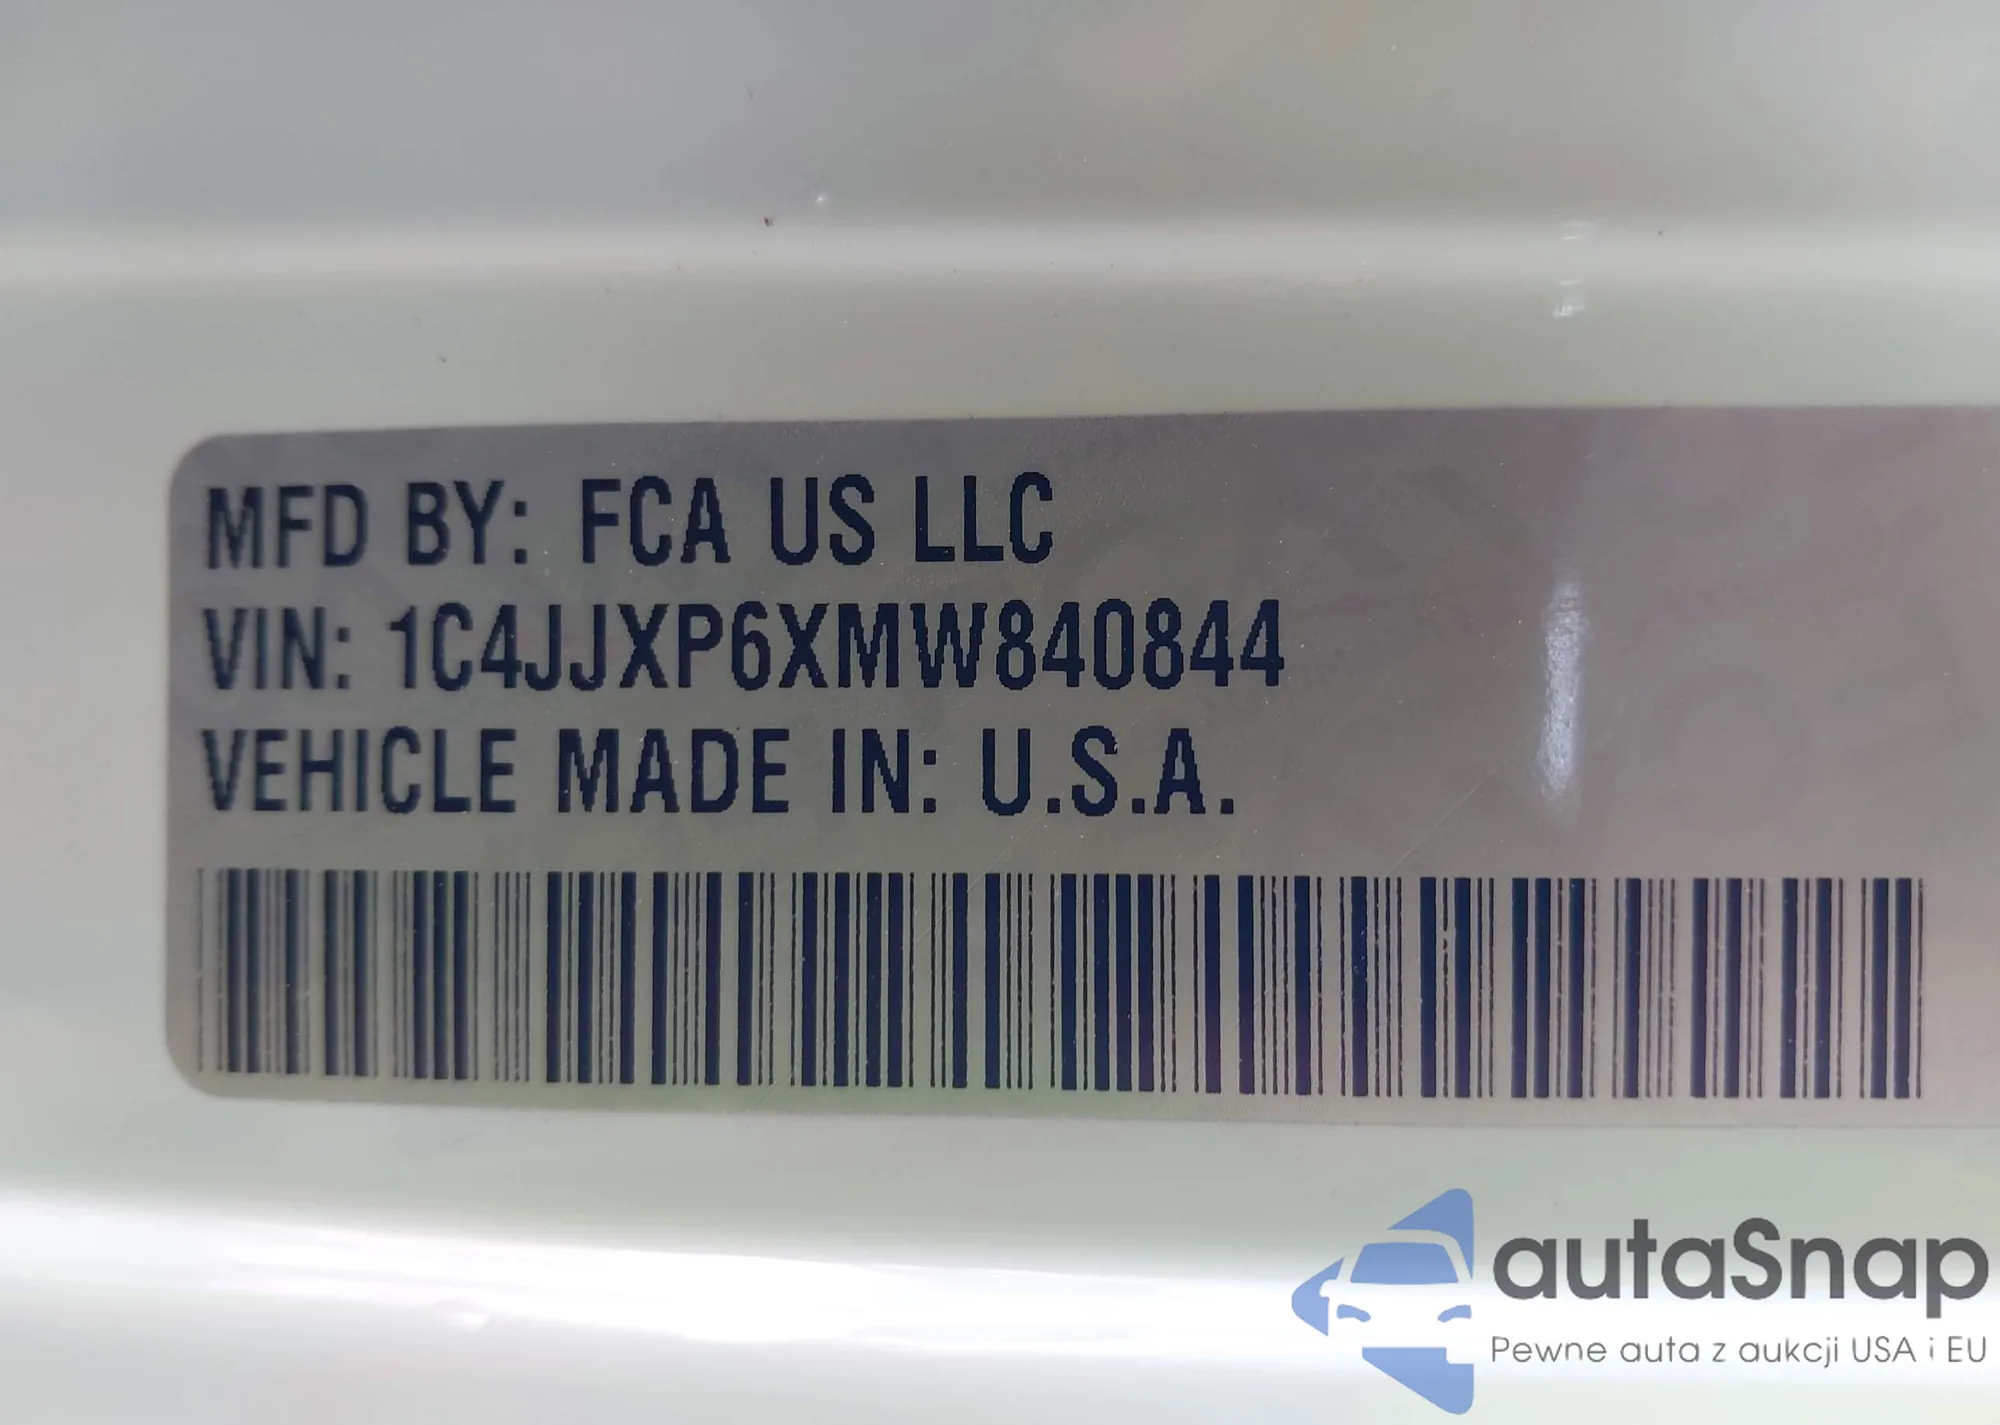 MFD BY: FCA US LLC
VIN: 1C4JJXP6XMW840844
VEHICLE MADE IN: U.S.A.
autaSnap
Pewne auta z aukcji USA i EU